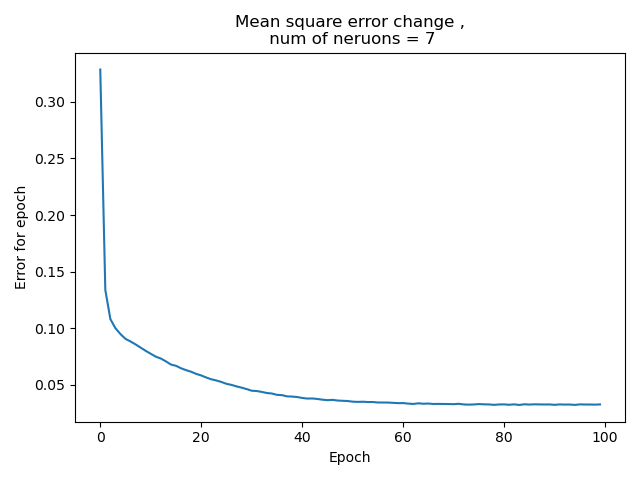 Mean square error change ,
num of neruons = 7
0.30
0.25
0.20
0.15
0.10
0.05
Error for epoch
0 20 40 60 80 100
Epoch